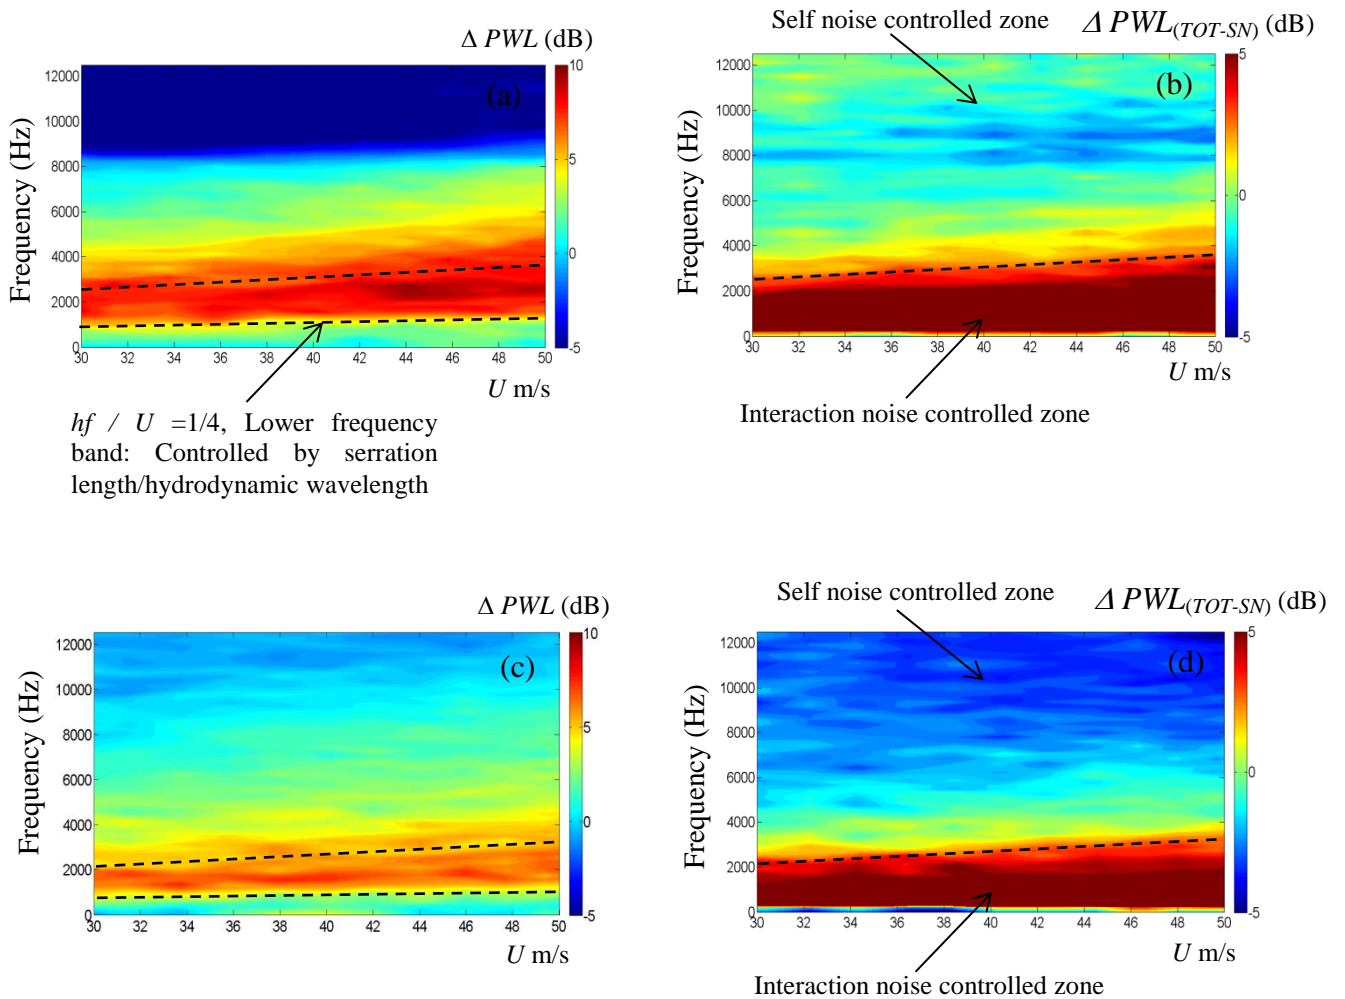 Δ PWL (dB)
(a)
10
5
0
-5
12000
10000
8000
6000
4000
2000
0
Frequency (Hz)
30 32 34 36 38 40 42 44 46 48 50
U m/s
hf / U =1/4, Lower frequency
band: Controlled by serration
length/hydrodynamic wavelength
Self noise controlled zone
Δ PWL(TOT-SN) (dB)
(b)
5
0
-5
12000
10000
8000
6000
4000
2000
0
Frequency (Hz)
30 32 34 36 38 40 42 44 46 48 50
U m/s
Interaction noise controlled zone
Δ PWL (dB)
(c)
10
5
0
-5
12000
10000
8000
6000
4000
2000
0
Frequency (Hz)
30 32 34 36 38 40 42 44 46 48 50
U m/s
Self noise controlled zone
Δ PWL(TOT-SN) (dB)
(d)
5
0
-5
12000
10000
8000
6000
4000
2000
0
Frequency (Hz)
30 32 34 36 38 40 42 44 46 48 50
U m/s
Interaction noise controlled zone